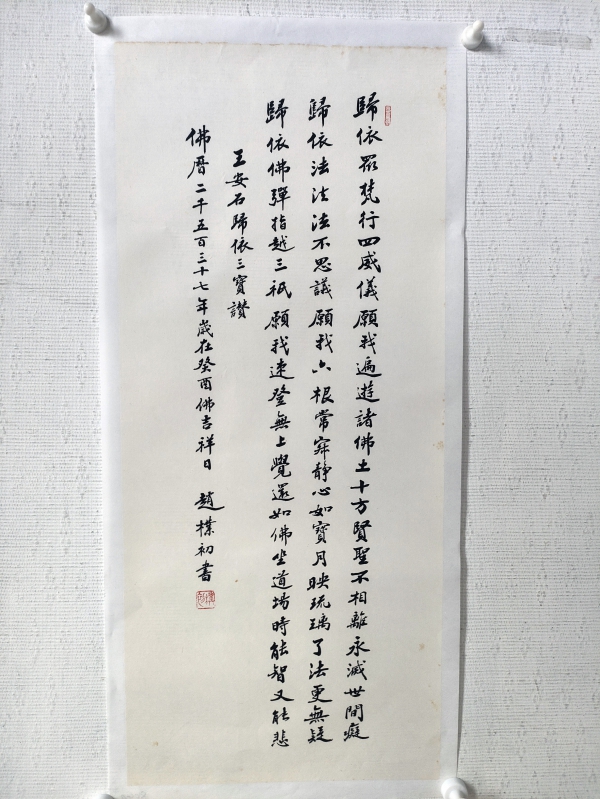 歸依眾梵行四威儀願我遍遊諸佛土十方賢聖不相離永滅世間癡
歸依法法法不思議願我六根常寂靜心如寶月映琉璃了法更無疑
歸依佛彈指越三祇願我速登無上覺還如佛坐道場時能智又能悲
王安石歸依三寶讚
佛曆二千五百三十七年歲在癸酉佛吉祥日 趙樸初書